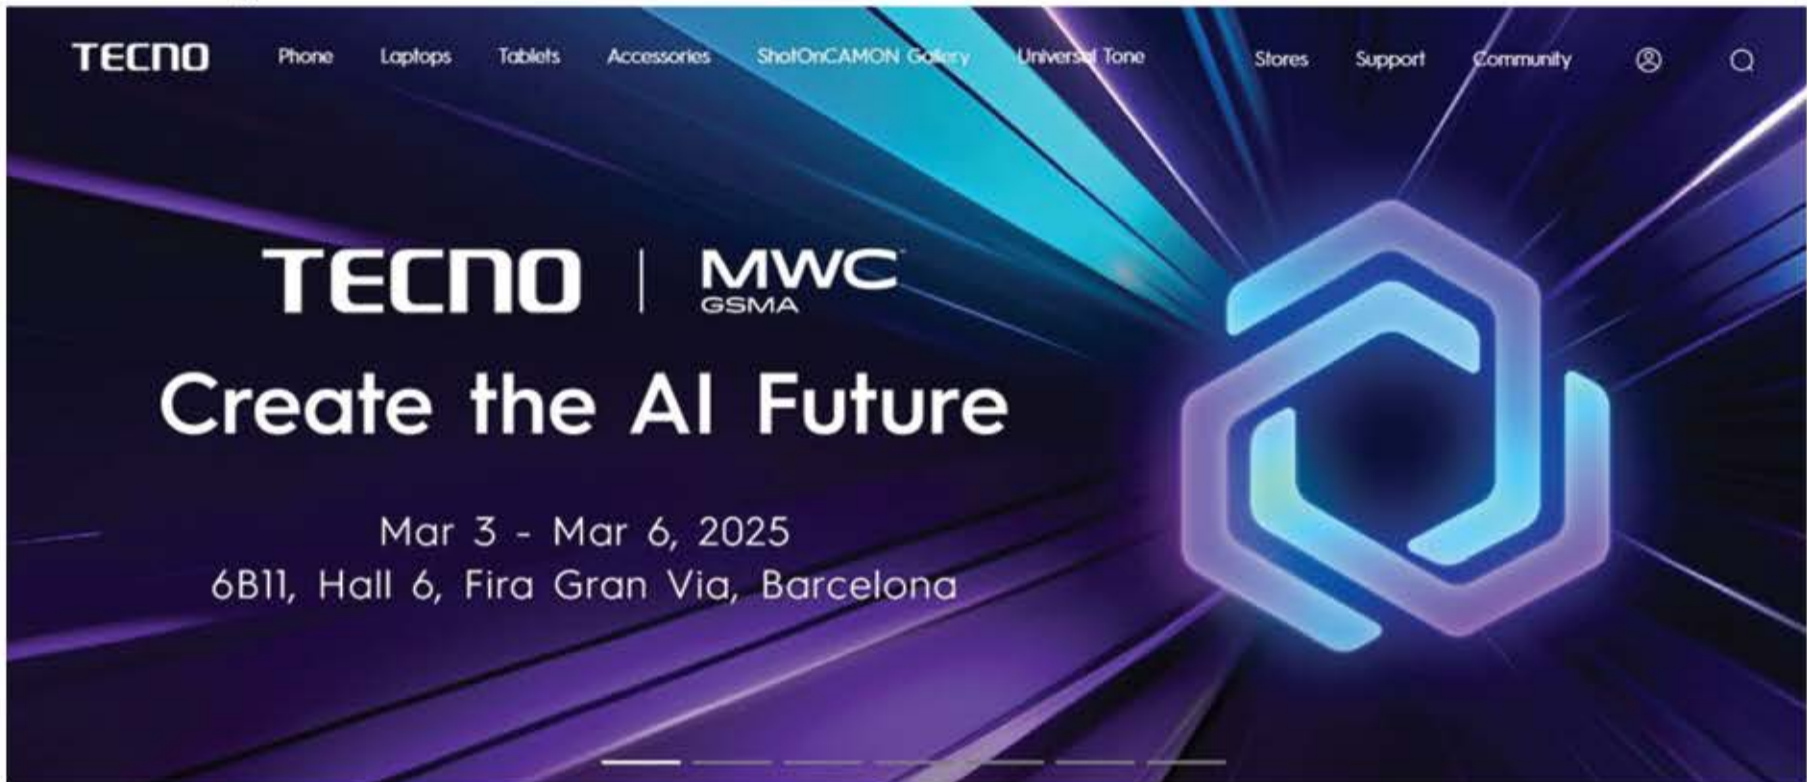 TECNO Phone Laptops Tablets Accessories ShotOnCAMON Gallery Universal Tone Stores Support Community
TECNO | MWC
GSMA
Create the AI Future
Mar 3 - Mar 6, 2025
6B11, Hall 6, Fira Gran Via, Barcelona